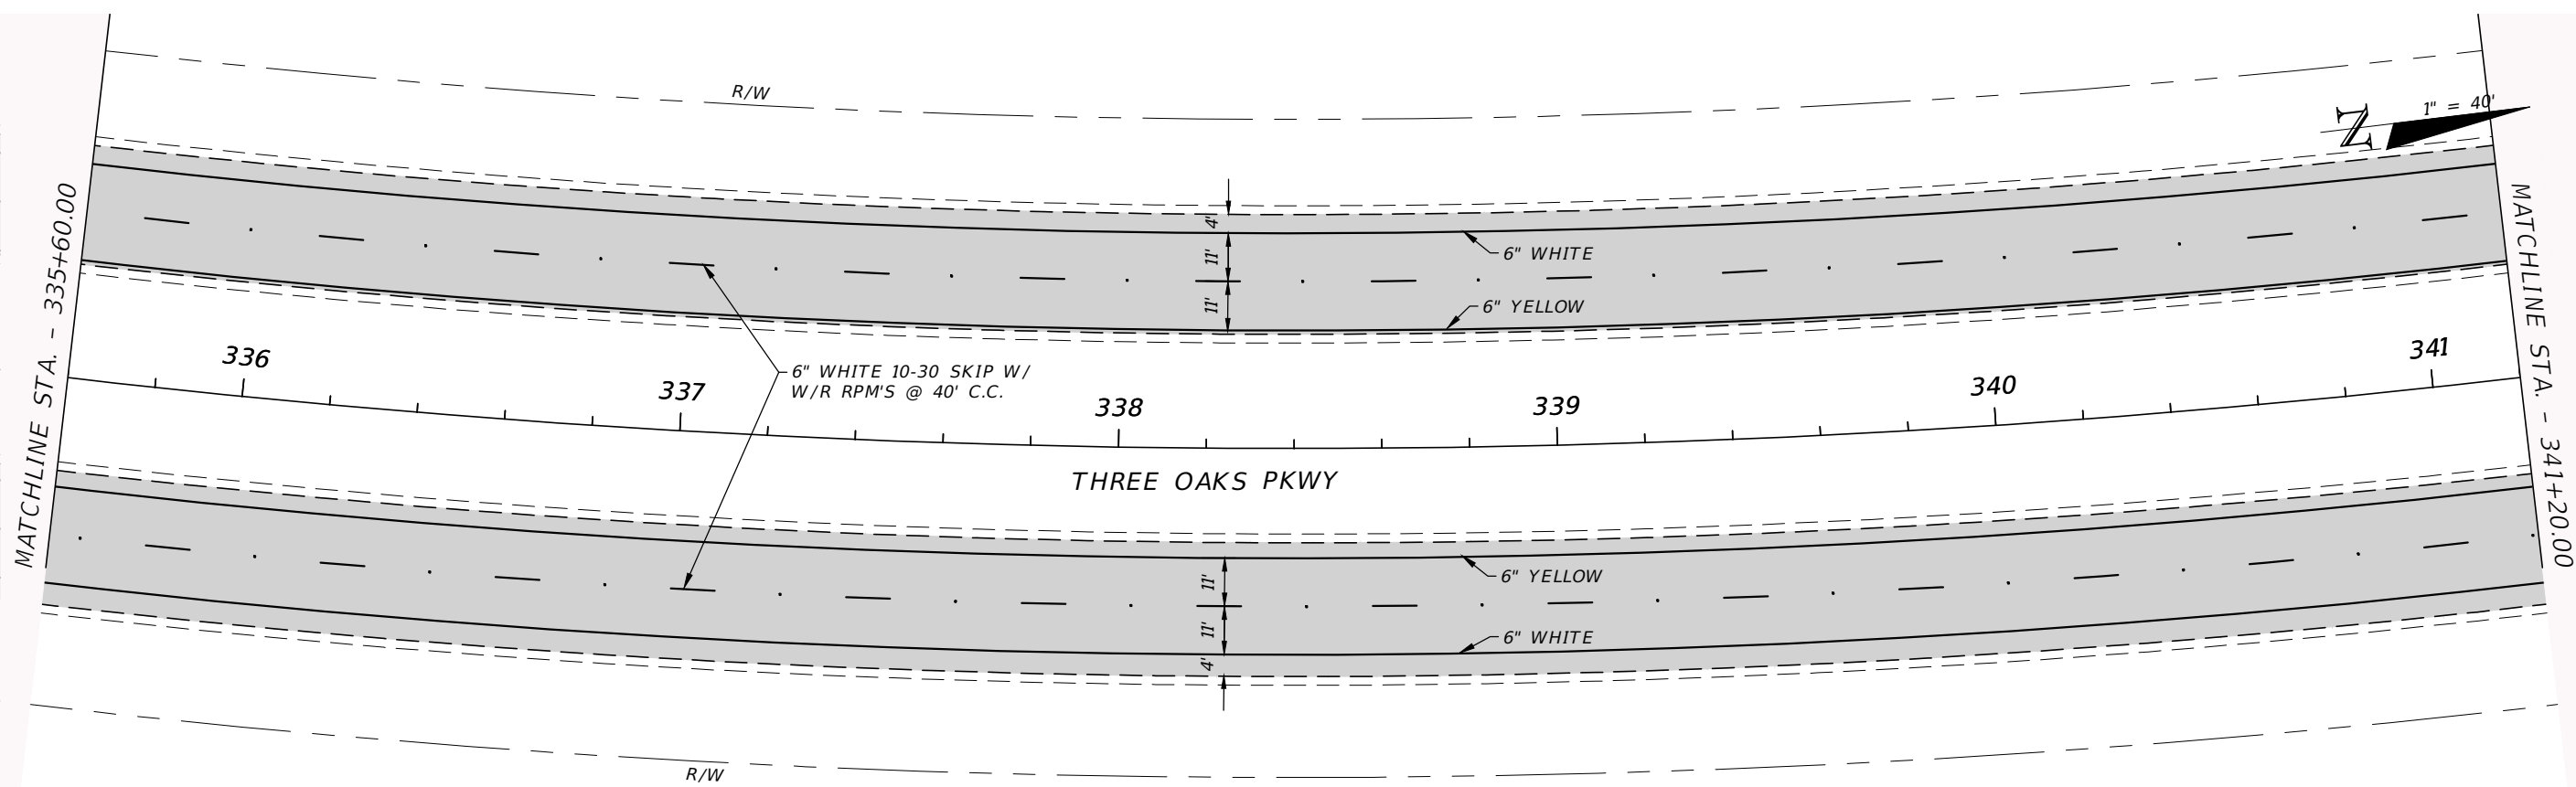 R/W
N
1" = 40'
MATCHLINE STA. - 335+60.00
MATCHLINE STA. - 341+20.00
4'
11'
11'
6" WHITE
6" YELLOW
336
337
338
339
340
341
6" WHITE 10-30 SKIP W/
W/R RPM'S @ 40' C.C.
THREE OAKS PKWY
11'
11'
4'
6" YELLOW
6" WHITE
R/W